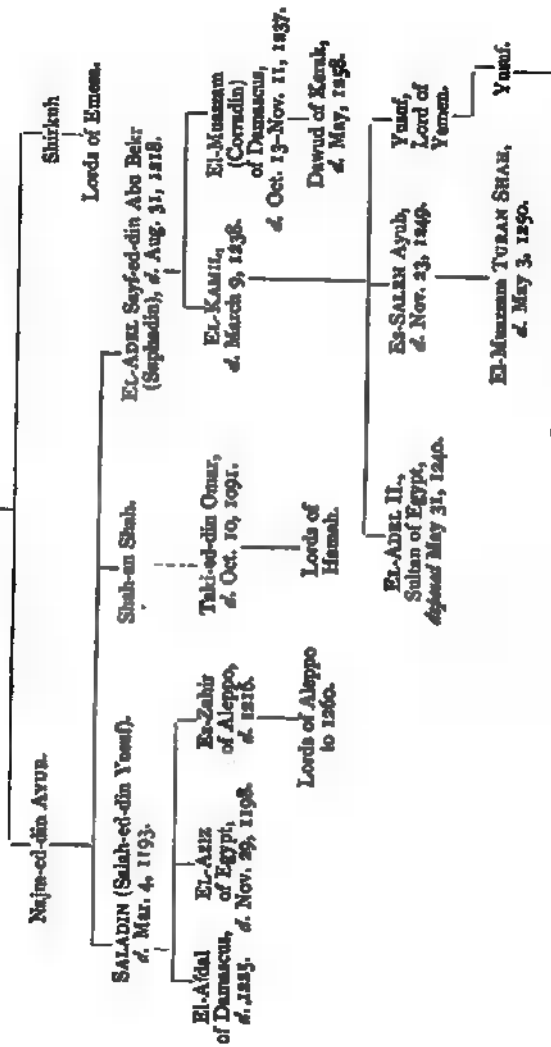 Najm-ed-din AYUB.
Shirkuh
Lords of Emesa.
SALADIN (Salah-ed-din Yusuf).
d. Mar. 4, 1193.
Shah-an Shah.
EL-ADEL Sayf-ed-din Abu Bekr
(Saphadin), d. Aug. 31, 1218.
El-Afdal
of Damascus,
d. 1225.
EL-AZIZ
of Egypt,
d. Nov. 29, 1198.
Ez-Zahir
of Aleppo,
d. 1216.
Lords of Aleppo
to 1260.
Taki-ed-din Omar,
d. Oct. 10, 1091.
Lords of
Hamah.
EL-KAMIL,
d. March 9, 1238.
El-Muazzam
(Corradin)
of Damascus,
d. Oct. 13-Nov. 11, 1237.
Dawud of Kerak,
d. May, 1258.
EL-ADEL II.,
Sultan of Egypt,
deposed May 31, 1240.
Es-SALEH Ayub,
d. Nov. 23, 1249.
El-Muazzam TURAN SHAH,
d. May 3, 1250.
Yusuf,
Lord of
Yemen.
Yusuf.